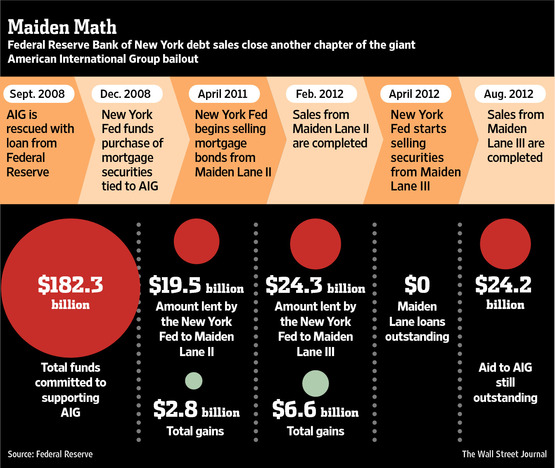 Maiden Math
Federal Reserve Bank of New York debt sales close another chapter of the giant
American International Group bailout
Sept. 2008
AIG is
rescued with
loan from
Federal
Reserve
Dec. 2008
New York
Fed funds
purchase of
mortgage
securities
tied to AIG
April 2011
New York Fed
begins selling
mortgage
bonds from
Maiden Lane II
Feb. 2012
Sales from
Maiden Lane II
are completed
April 2012
New York
Fed starts
selling
securities
from Maiden
Lane III
Aug. 2012
Sales from
Maiden
Lane III are
completed
$182.3
billion
Total funds
committed to
supporting
AIG
$19.5 billion
Amount lent by
the New York
Fed to Maiden
Lane II
$2.8 billion
Total gains
$24.3 billion
Amount lent by
the New York
Fed to Maiden
Lane III
$6.6 billion
Total gains
$0
Maiden
Lane loans
outstanding
$24.2
billion
Aid to AIG
still
outstanding
Source: Federal Reserve
The Wall Street Journal